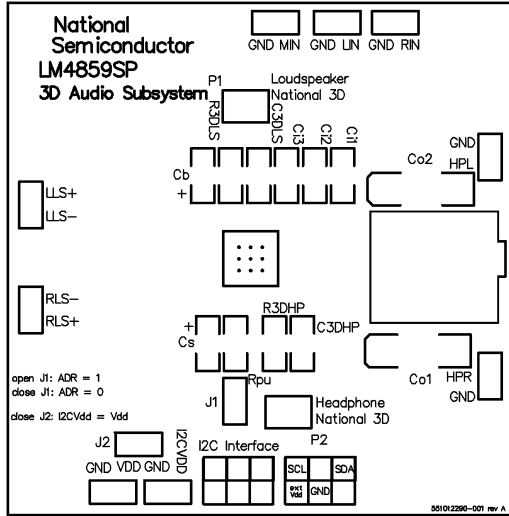 National
Semiconductor
LM4859SP
3D Audio Subsystem
GND MIN GND LIN GND RIN
P1
Loudspeaker
National 3D
R3DLS
C3DLS
Ci3
Ci2
Ci1
Cb
+
Co2
GND
HPL
LLS+
LLS-
RLS-
RLS+
+
Cs
R3DHP
C3DHP
Rpu
Co1
HPR
GND
open J1: ADR = 1
close J1: ADR = 0
close J2: I2CVdd = Vdd
J1
Headphone
National 3D
P2
J2
I2CVDD
GND VDD GND
I2C Interface
SCL SDA
ext
Vdd
GND
551012290-001 rev A